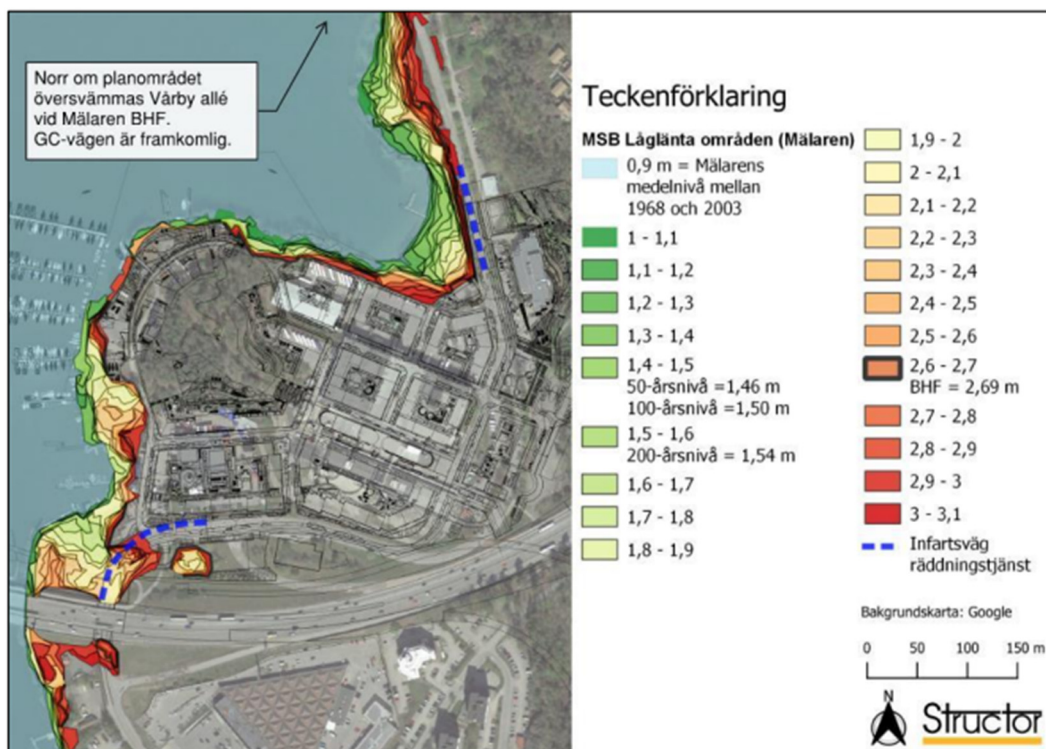 Norr om planområdet
översvämmas Vårby allé
vid Mälaren BHF.
GC-vägen är framkomlig.
Teckenförklaring
MSB Låglänta områden (Mälaren)
0,9 m = Mälarens
medelnivå mellan
1968 och 2003
1 - 1,1
1,1 - 1,2
1,2 - 1,3
1,3 - 1,4
1,4 - 1,5
50-årsnivå =1,46 m
100-årsnivå =1,50 m
1,5 - 1,6
200-årsnivå = 1,54 m
1,6 - 1,7
1,7 - 1,8
1,8 - 1,9
1,9 - 2
2 - 2,1
2,1 - 2,2
2,2 - 2,3
2,3 - 2,4
2,4 - 2,5
2,5 - 2,6
2,6 - 2,7
BHF = 2,69 m
2,7 - 2,8
2,8 - 2,9
2,9 - 3
3 - 3,1
Infartsväg
räddningstjänst
Bakgrundskarta: Google
0 50 100 150 m
N
Structor